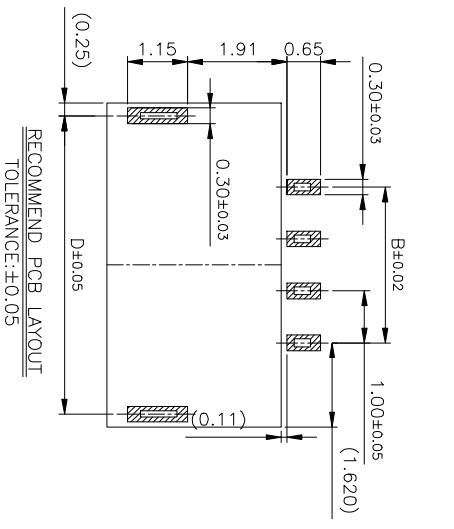 (0.25)
1.15
1.91
0.65
0.30±0.03
0.30±0.03
B±0.02
D±0.05
(0.11)
1.00±0.05
(1.620)
RECOMMEND PCB LAYOUT
TOLERANCE:±0.05